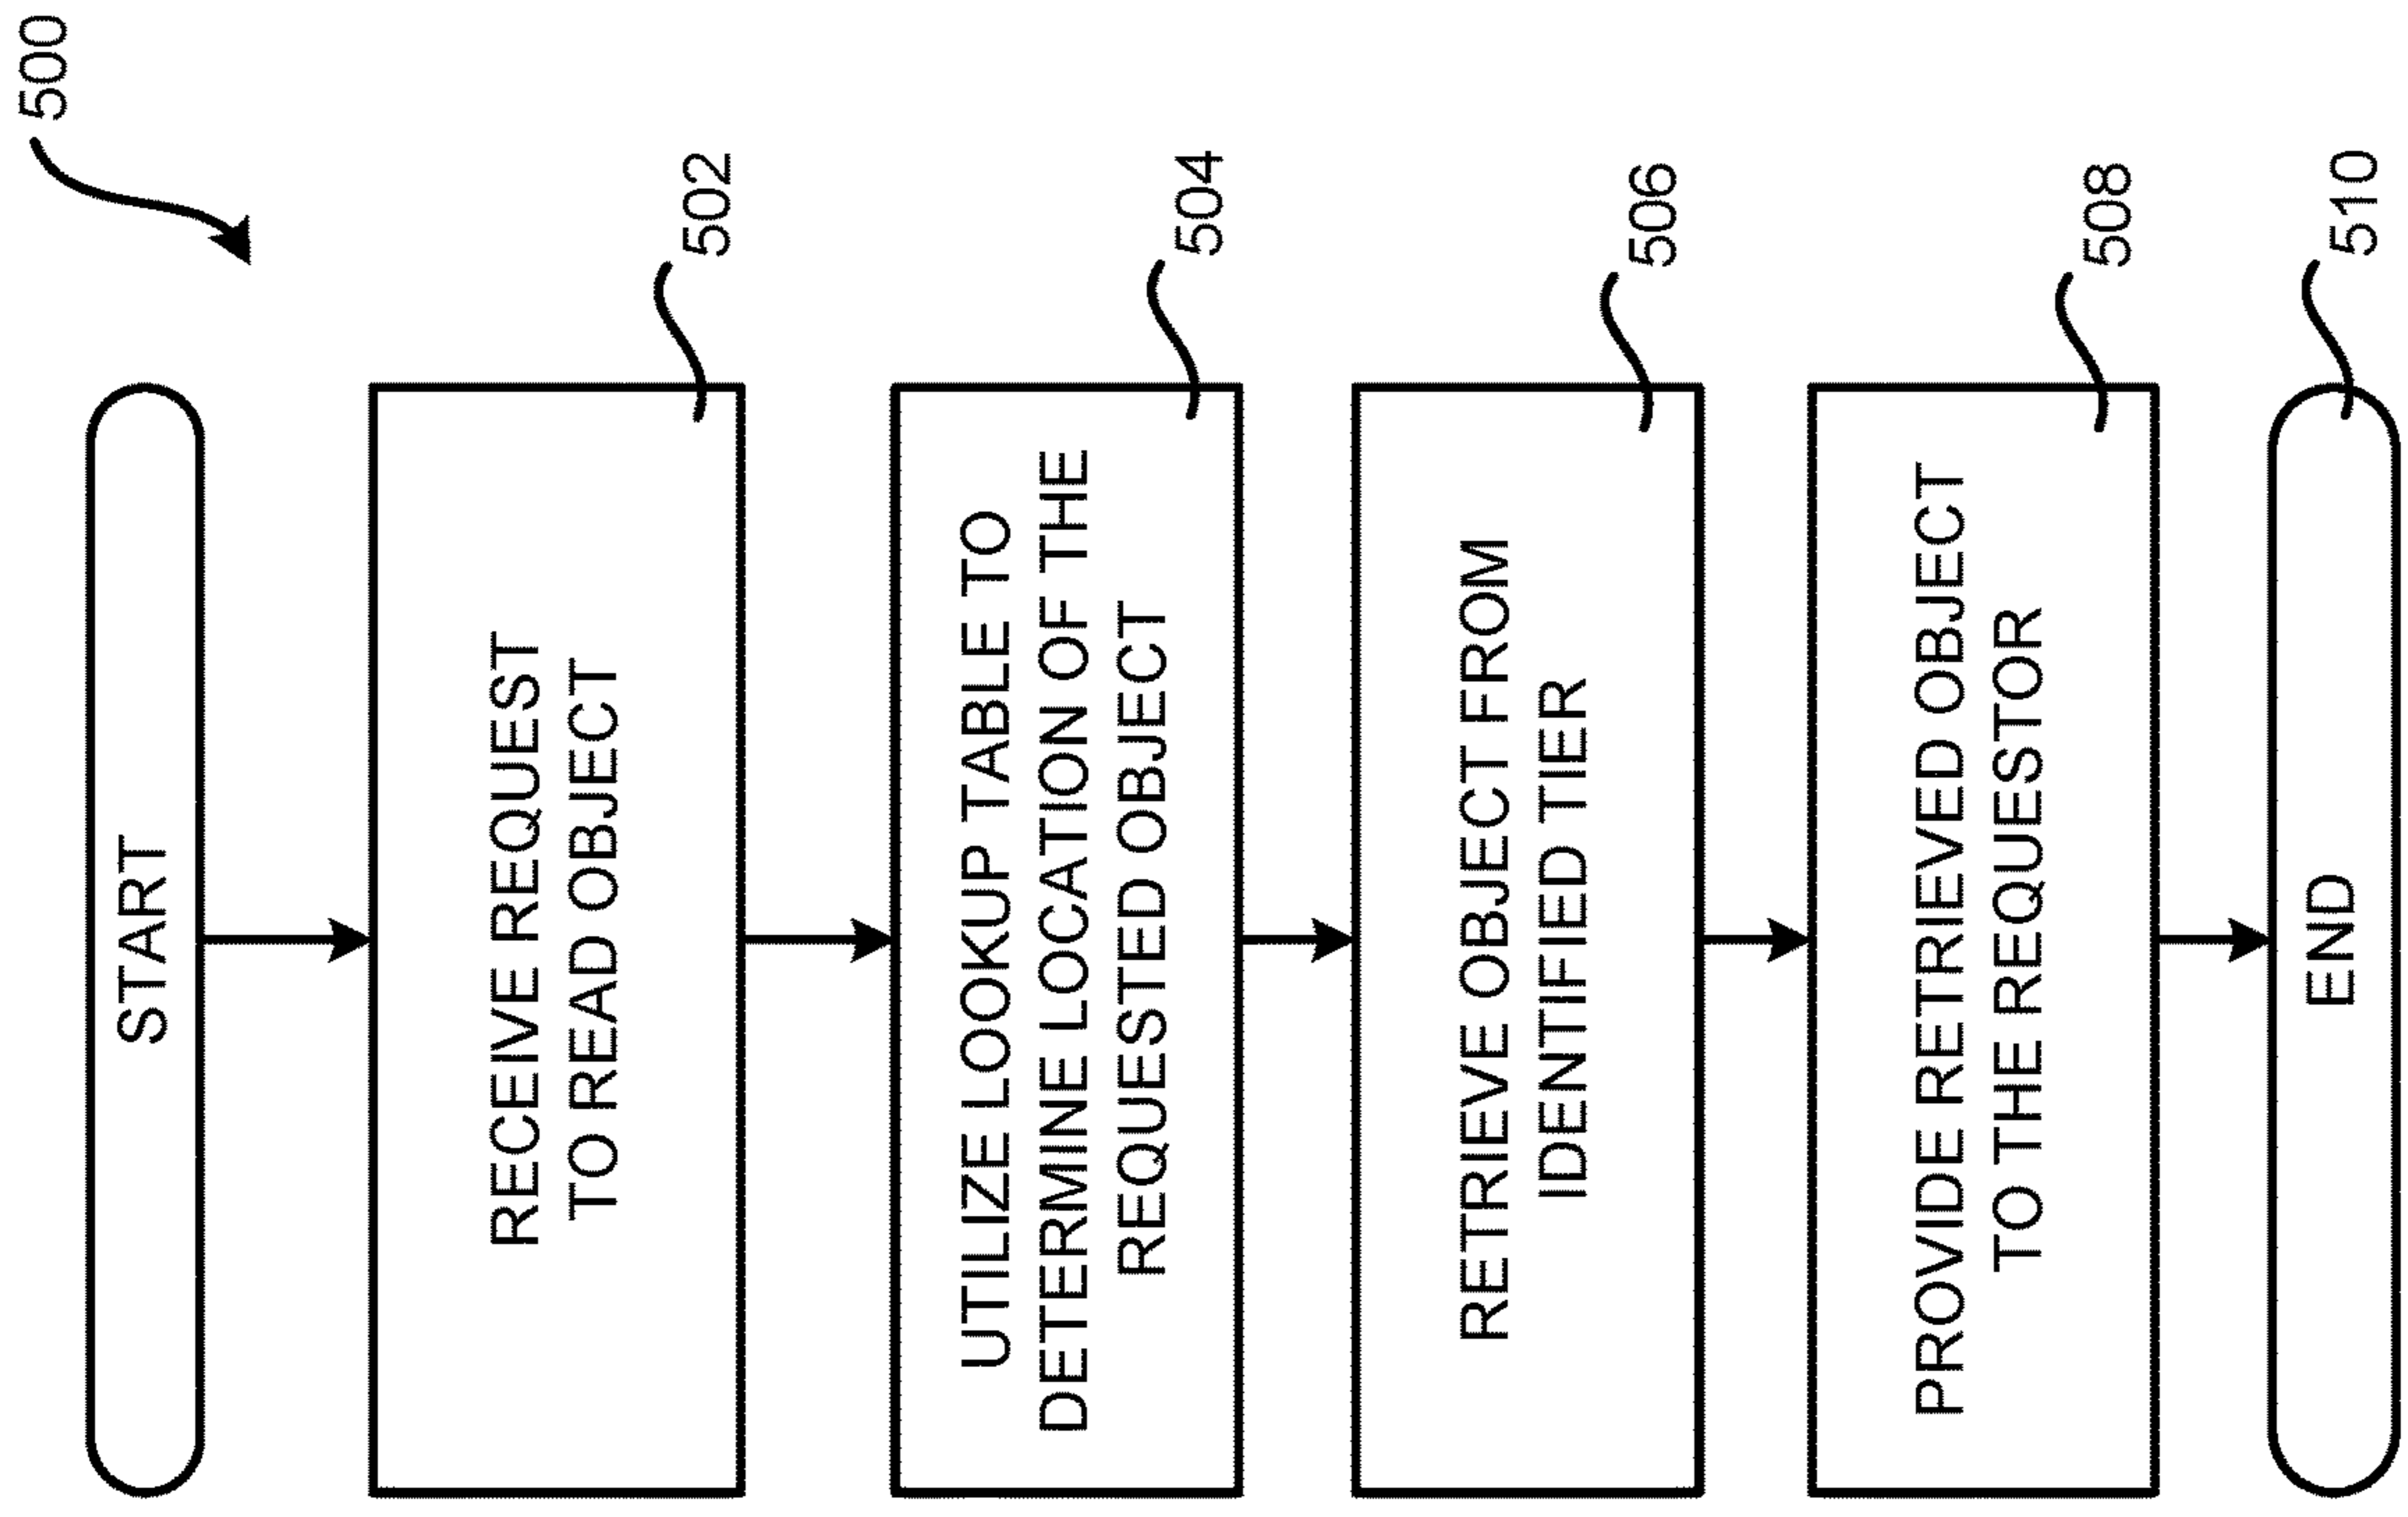 500
START
RECEIVE REQUEST
TO READ OBJECT
502
UTILIZE LOOKUP TABLE TO
DETERMINE LOCATION OF THE
REQUESTED OBJECT
504
RETRIEVE OBJECT FROM
IDENTIFIED TIER
506
PROVIDE RETRIEVED OBJECT
TO THE REQUESTOR
508
END
510